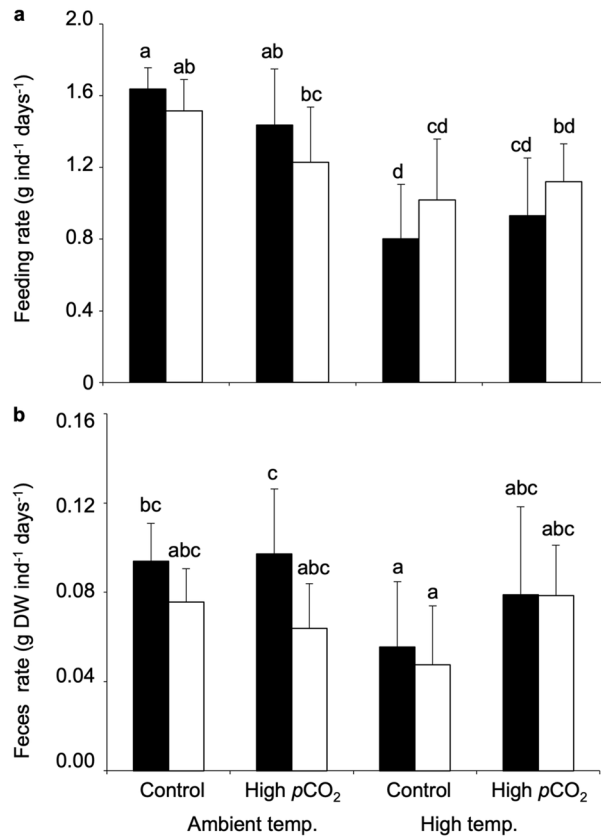 a
Feeding rate (g ind-1 days-1)
2.0
1.6
1.2
0.8
0.4
0
a
ab
ab
bc
d
cd
cd
bd
b
Feces rate (g DW ind-1 days-1)
0.16
0.12
0.08
0.04
0.00
bc
abc
c
abc
a
a
abc
abc
Control High pCO2 Control High pCO2
Ambient temp. High temp.